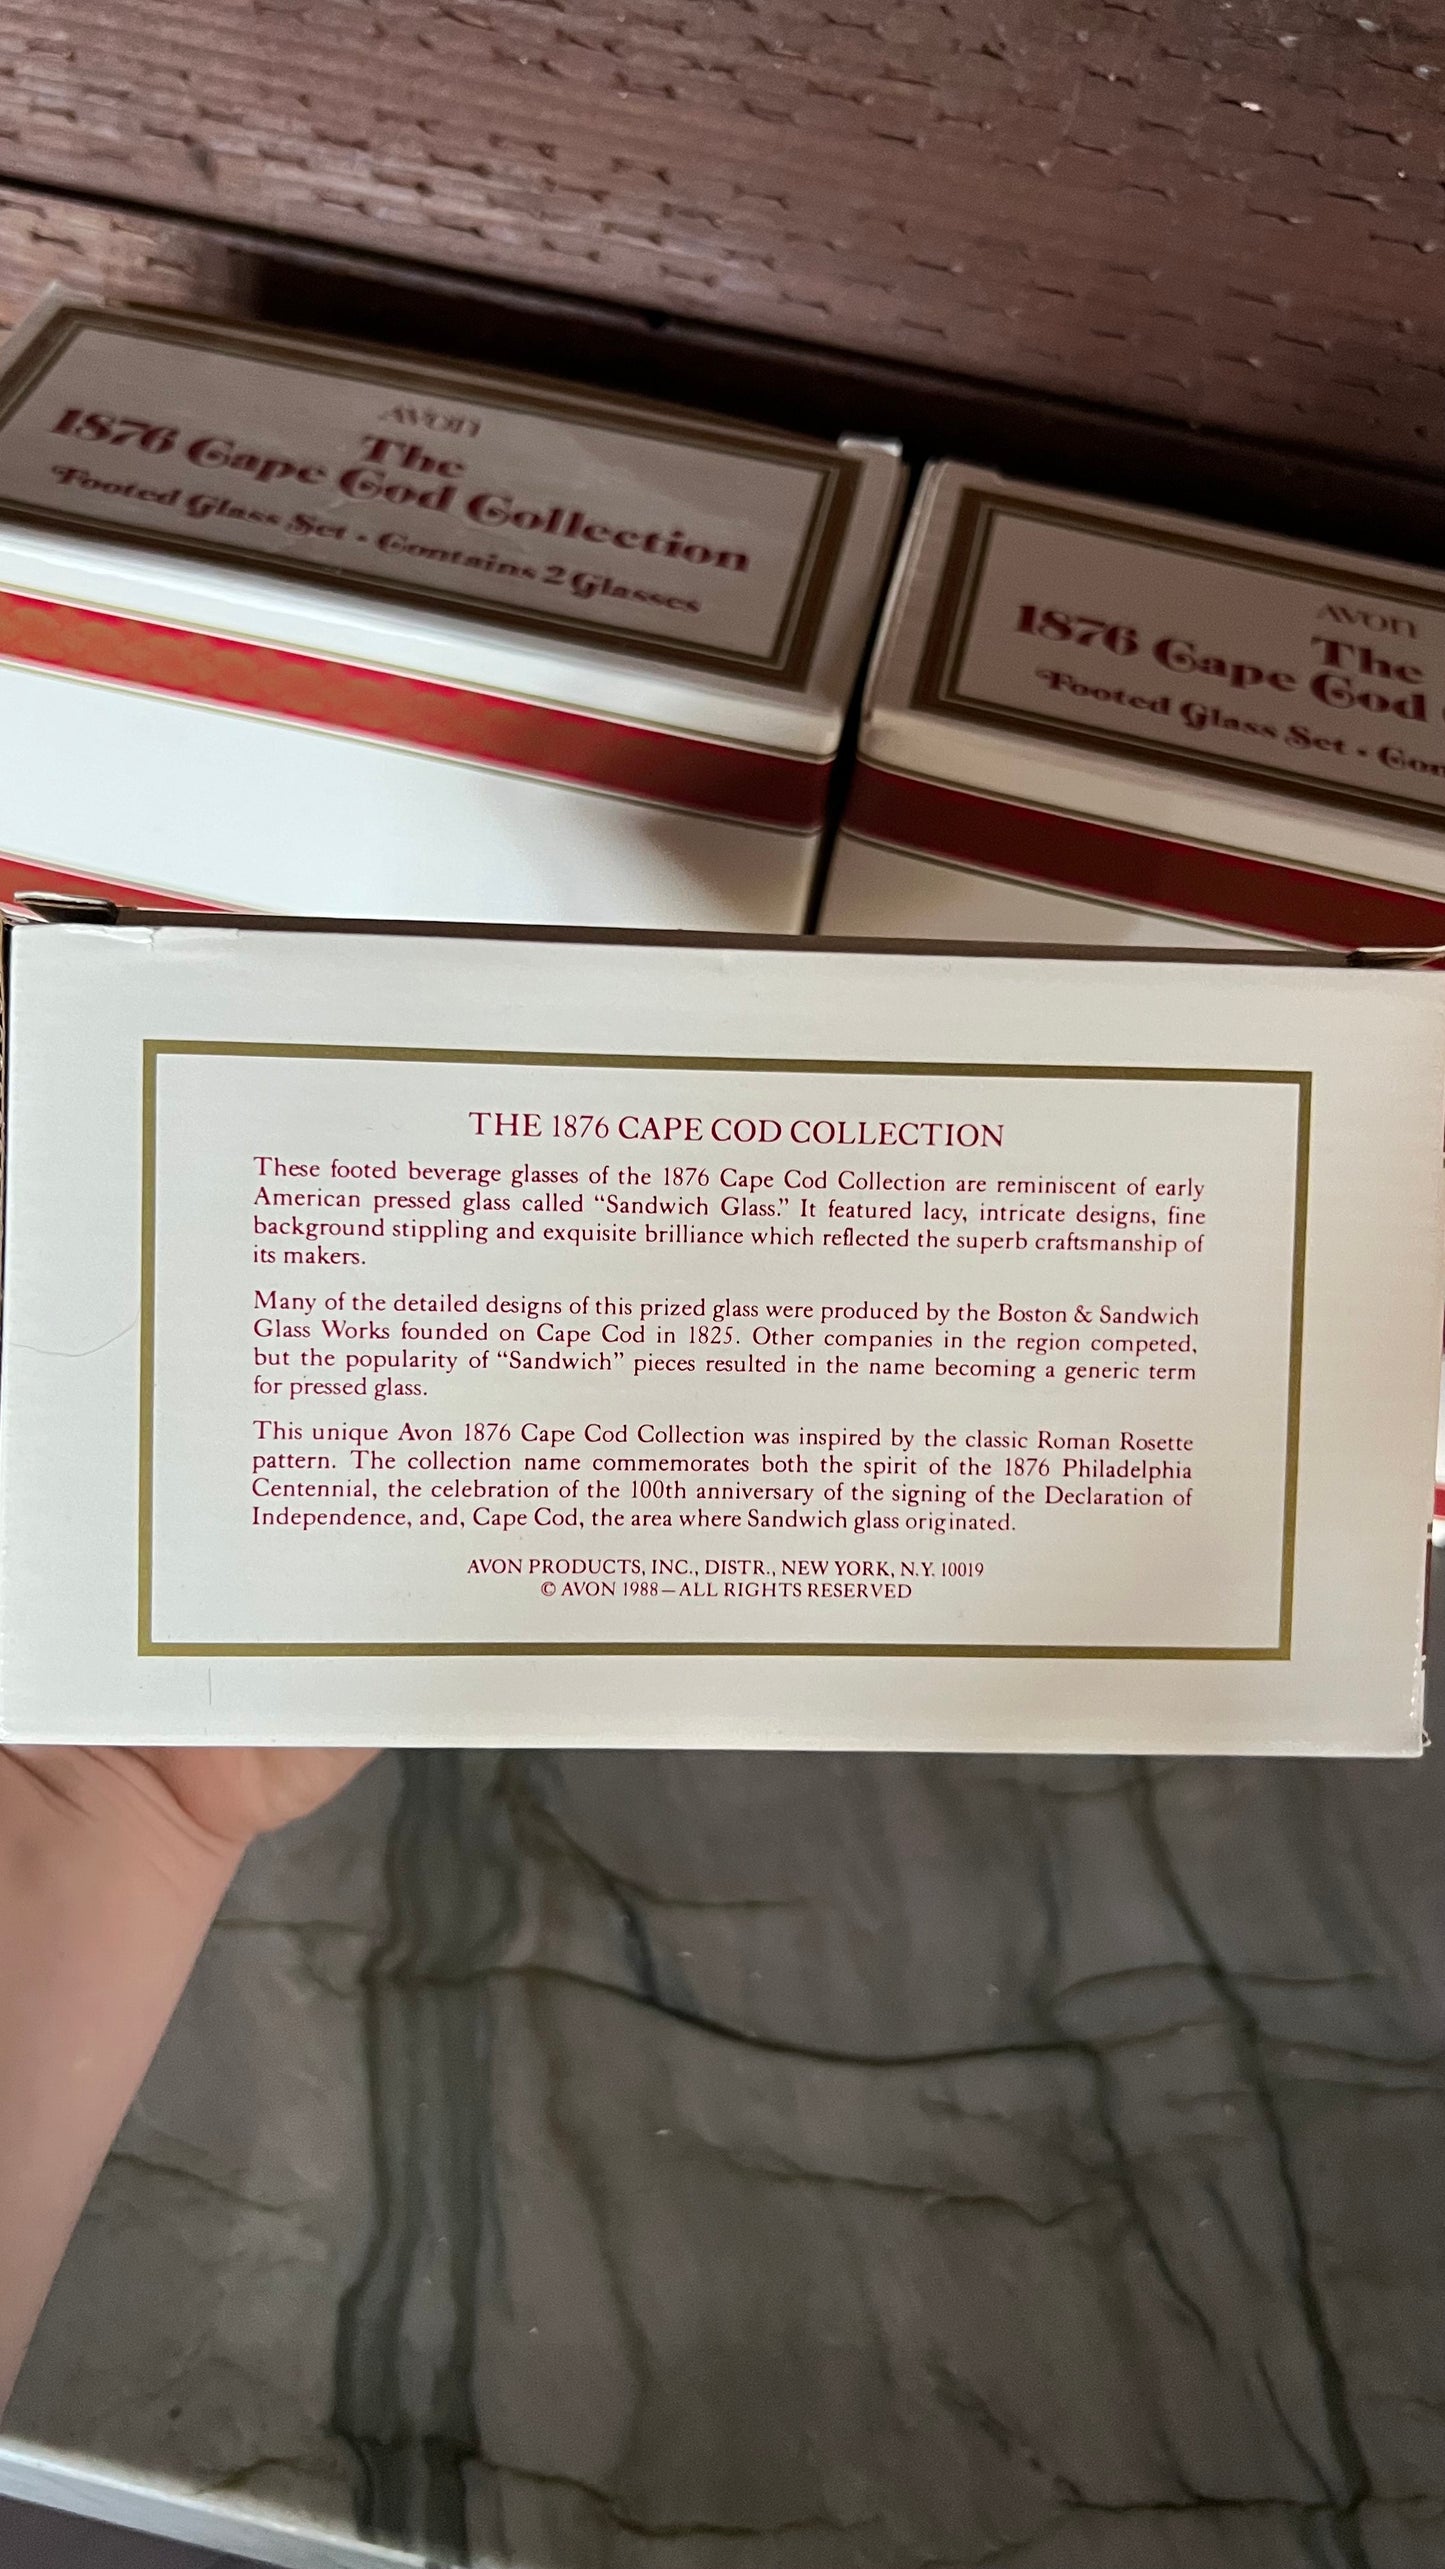 AVON
The
1876 Cape Cod Collection
Footed Glass Set • Contains 2 Glasses
AVON
The
1876 Cape Cod
Footed Glass Set •
THE 1876 CAPE COD COLLECTION
These footed beverage glasses of the 1876 Cape Cod Collection are reminiscent of early
American pressed glass called “Sandwich Glass.” It featured lacy, intricate designs, fine
background stippling and exquisite brilliance which reflected the superb craftsmanship of
its makers.
Many of the detailed designs of this prized glass were produced by the Boston & Sandwich
Glass Works founded on Cape Cod in 1825. Other companies in the region competed,
but the popularity of “Sandwich” pieces resulted in the name becoming a generic term
for pressed glass.
This unique Avon 1876 Cape Cod Collection was inspired by the classic Roman Rosette
pattern. The collection name commemorates both the spirit of the 1876 Philadelphia
Centennial, the celebration of the 100th anniversary of the signing of the Declaration of
Independence, and, Cape Cod, the area where Sandwich glass originated.
AVON PRODUCTS, INC., DISTR., NEW YORK, N.Y. 10019
© AVON 1988—ALL RIGHTS RESERVED